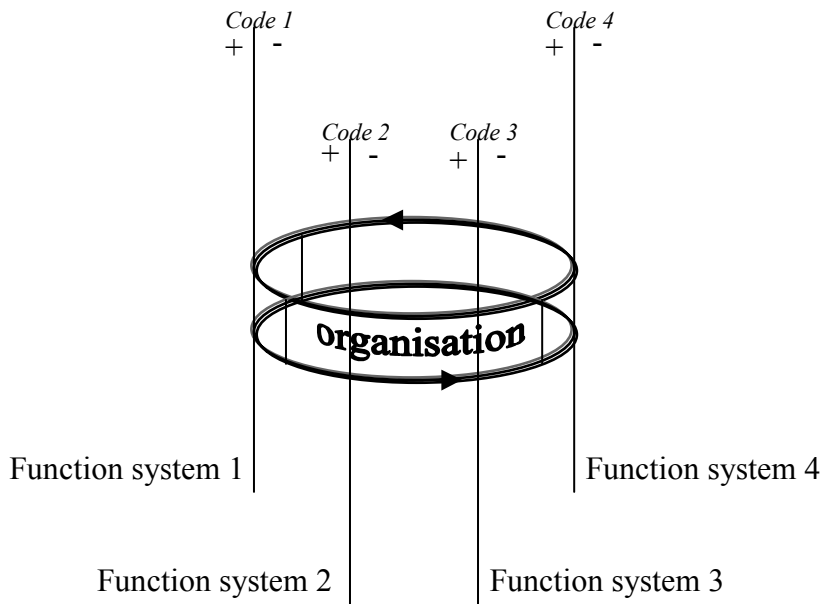 Code 1
+ -
Code 4
+ -
Code 2
+ -
Code 3
+ -
organisation
Function system 1
Function system 4
Function system 2
Function system 3